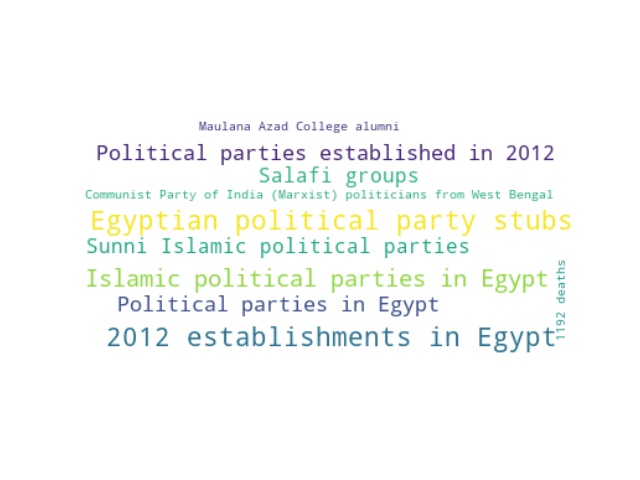 Maulana Azad College alumni
Political parties established in 2012
Salafi groups
Communist Party of India (Marxist) politicians from West Bengal
Egyptian political party stubs
Sunni Islamic political parties
Islamic political parties in Egypt
Political parties in Egypt
2012 establishments in Egypt
1192 deaths